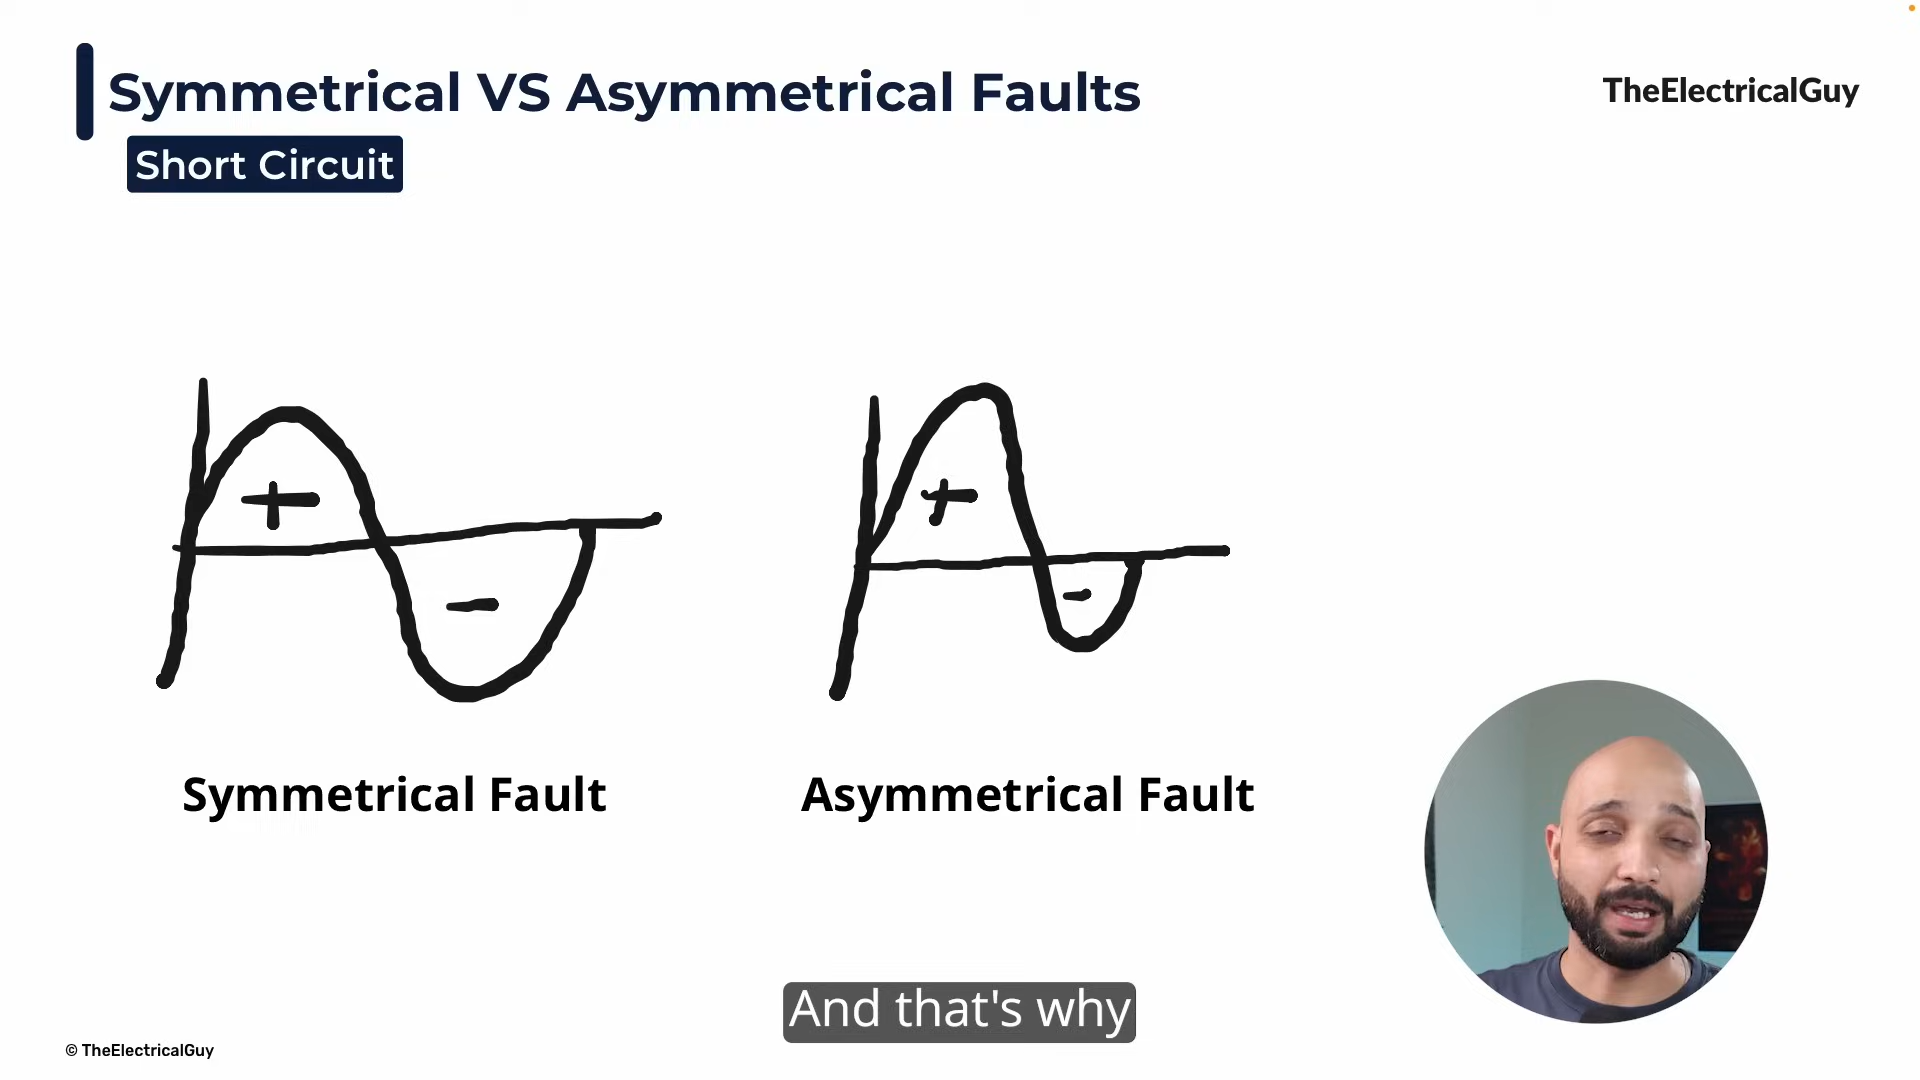 Symmetrical VS Asymmetrical Faults
TheElectricalGuy
Short Circuit
+
+
-
-
Symmetrical Fault
Asymmetrical Fault
And that's why
© TheElectricalGuy